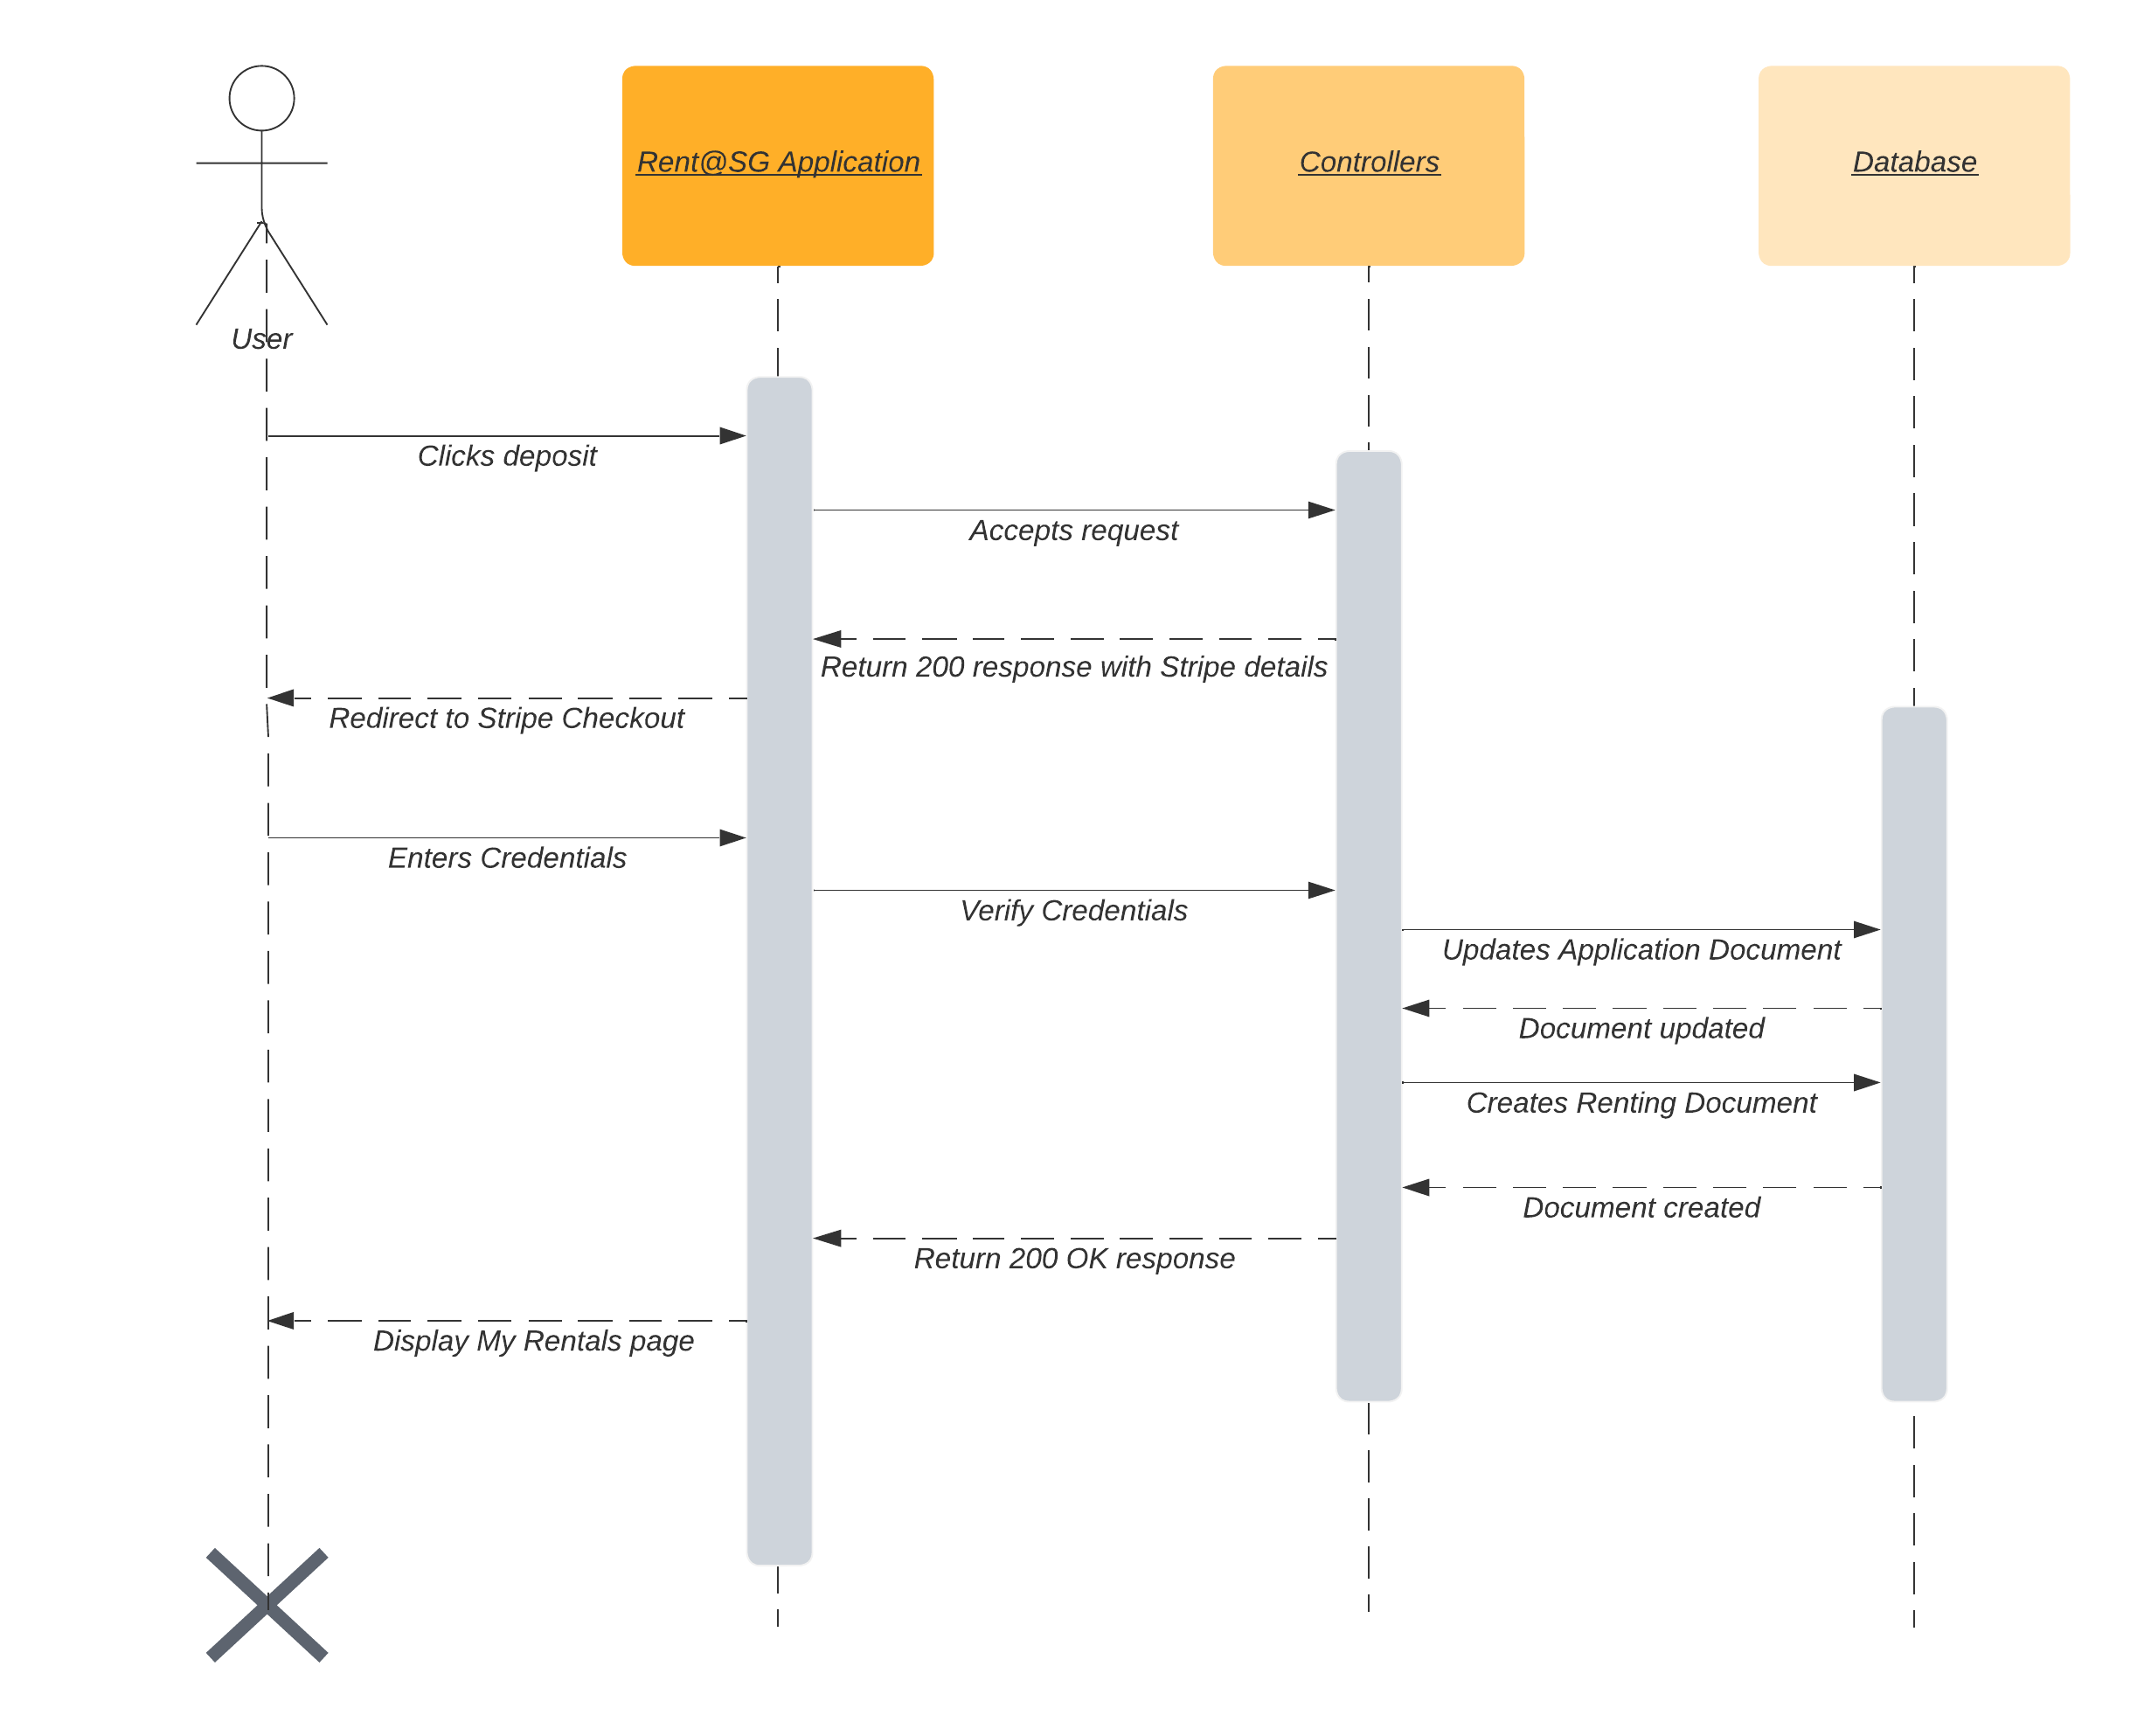 Rent@SG Application
Controllers
Database
User
Clicks deposit
Accepts request
Return 200 response with Stripe details
Redirect to Stripe Checkout
Enters Credentials
Verify Credentials
Updates Application Document
Document updated
Creates Renting Document
Document created
Return 200 OK response
Display My Rentals page